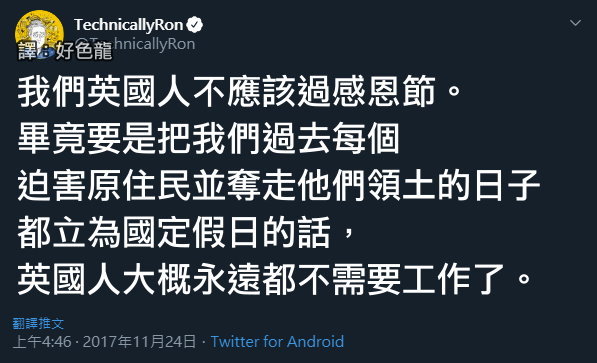 TechnicallyRon
@TechnicallyRon
譯：好色龍
我們英國人不應該過感恩節。
畢竟要是把我們過去每個
迫害原住民並奪走他們領土的日子
都立為國定假日的話，
英國人大概永遠都不需要工作了。
翻譯推文
上午4:46 · 2017年11月24日 · Twitter for Android